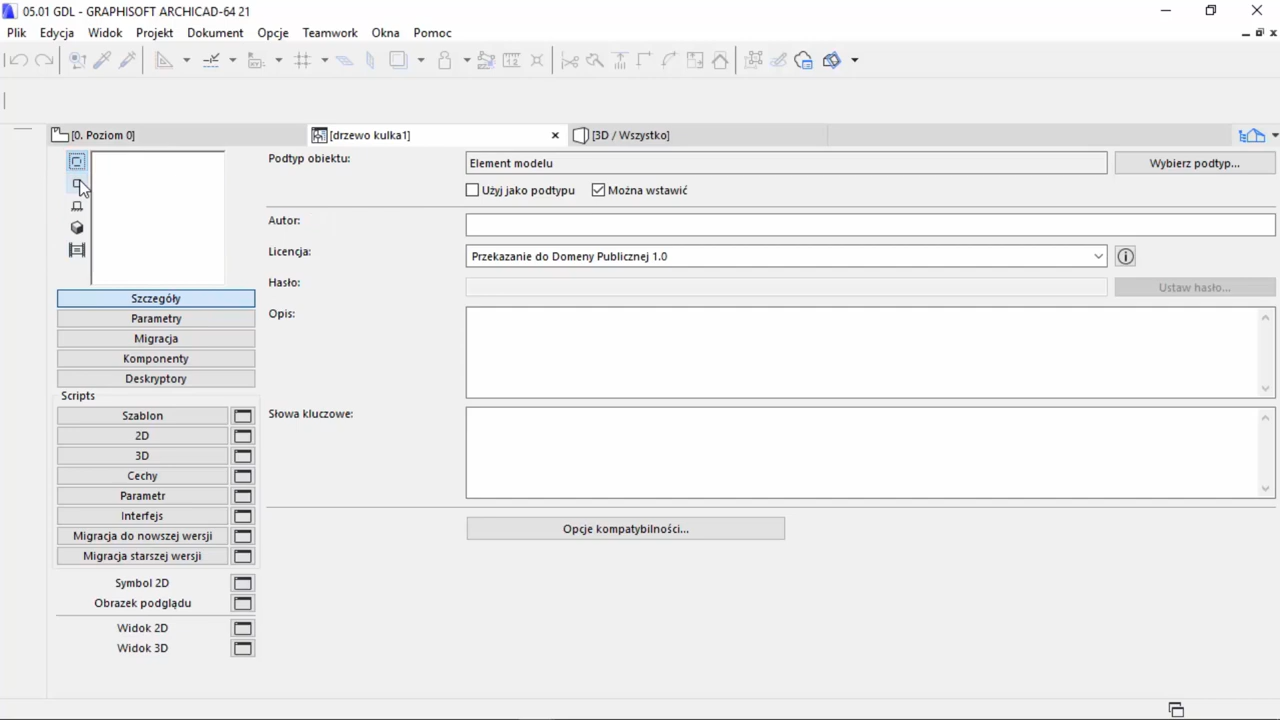 05.01 GDL - GRAPHISOFT ARCHICAD-64 21
Plik Edycja Widok Projekt Dokument Opcje Teamwork Okna Pomoc
[0. Poziom 0] [drzewo kulka1] [3D / Wszystko]
Podtyp obiektu: Element modelu Wybierz podtyp...
Użyj jako podtypu Można wstawić
Autor:
Licencja: Przekazanie do Domeny Publicznej 1.0
Hasło: Ustaw hasło...
Opis:
Słowa kluczowe:
Opcje kompatybilności...
Szczegóły
Parametry
Migracja
Komponenty
Deskryptory
Scripts
Szablon
2D
3D
Cechy
Parametr
Interfejs
Migracja do nowszej wersji
Migracja starszej wersji
Symbol 2D
Obrazek podglądu
Widok 2D
Widok 3D